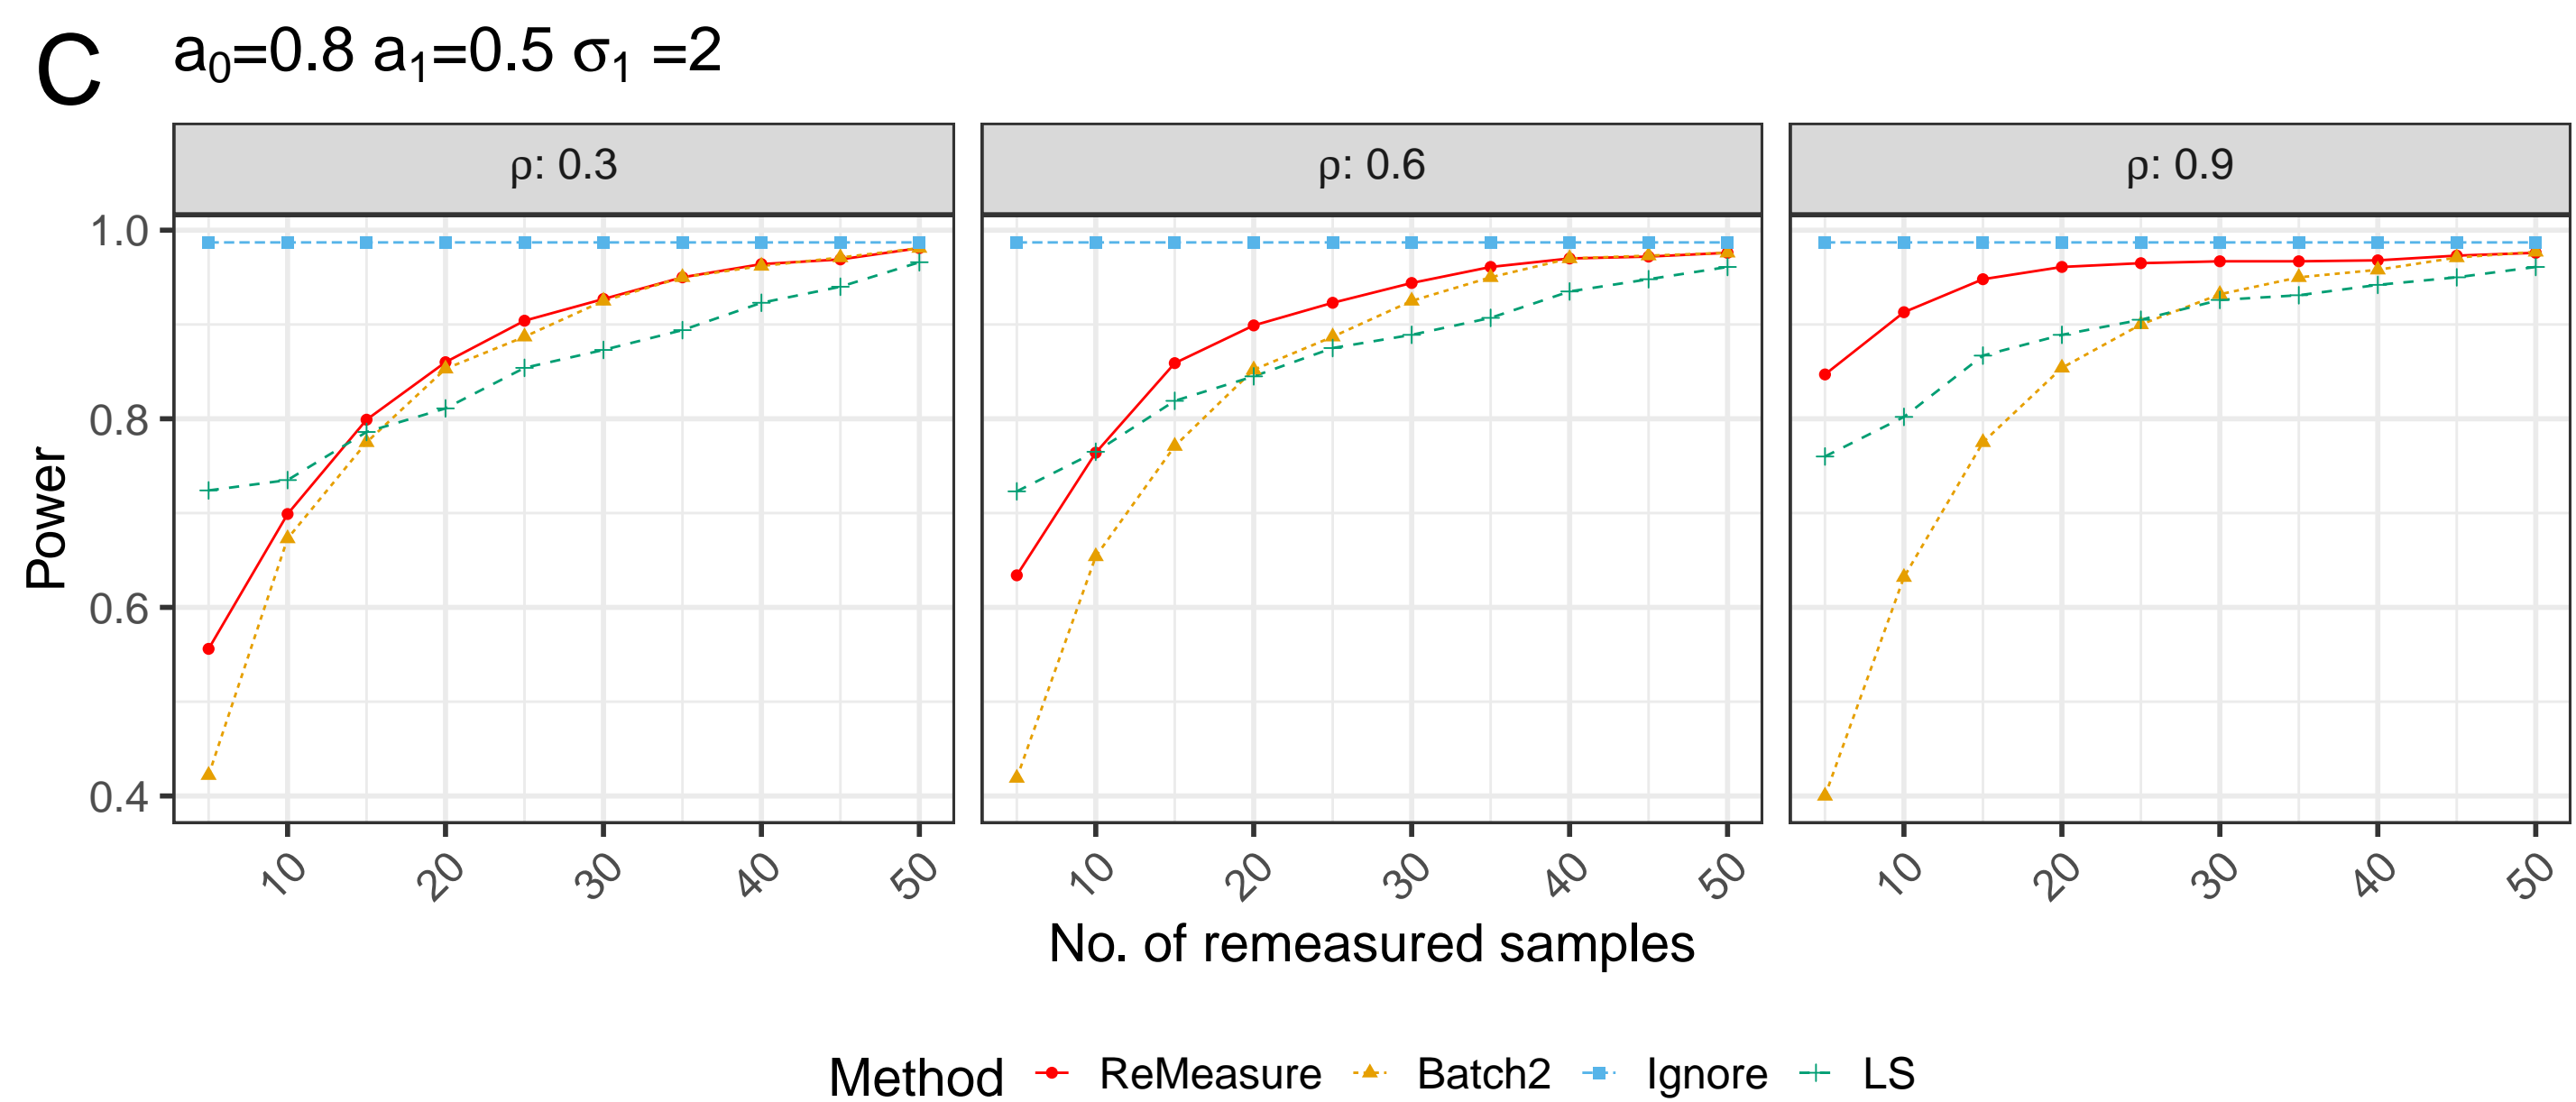 C
a₀=0.8 a₁=0.5 σ₁ =2
ρ: 0.3 ρ: 0.6 ρ: 0.9
Power
1.0
0.8
0.6
0.4
10 20 30 40 50 10 20 30 40 50 10 20 30 40 50
No. of remeasured samples
Method ReMeasure Batch2 Ignore LS